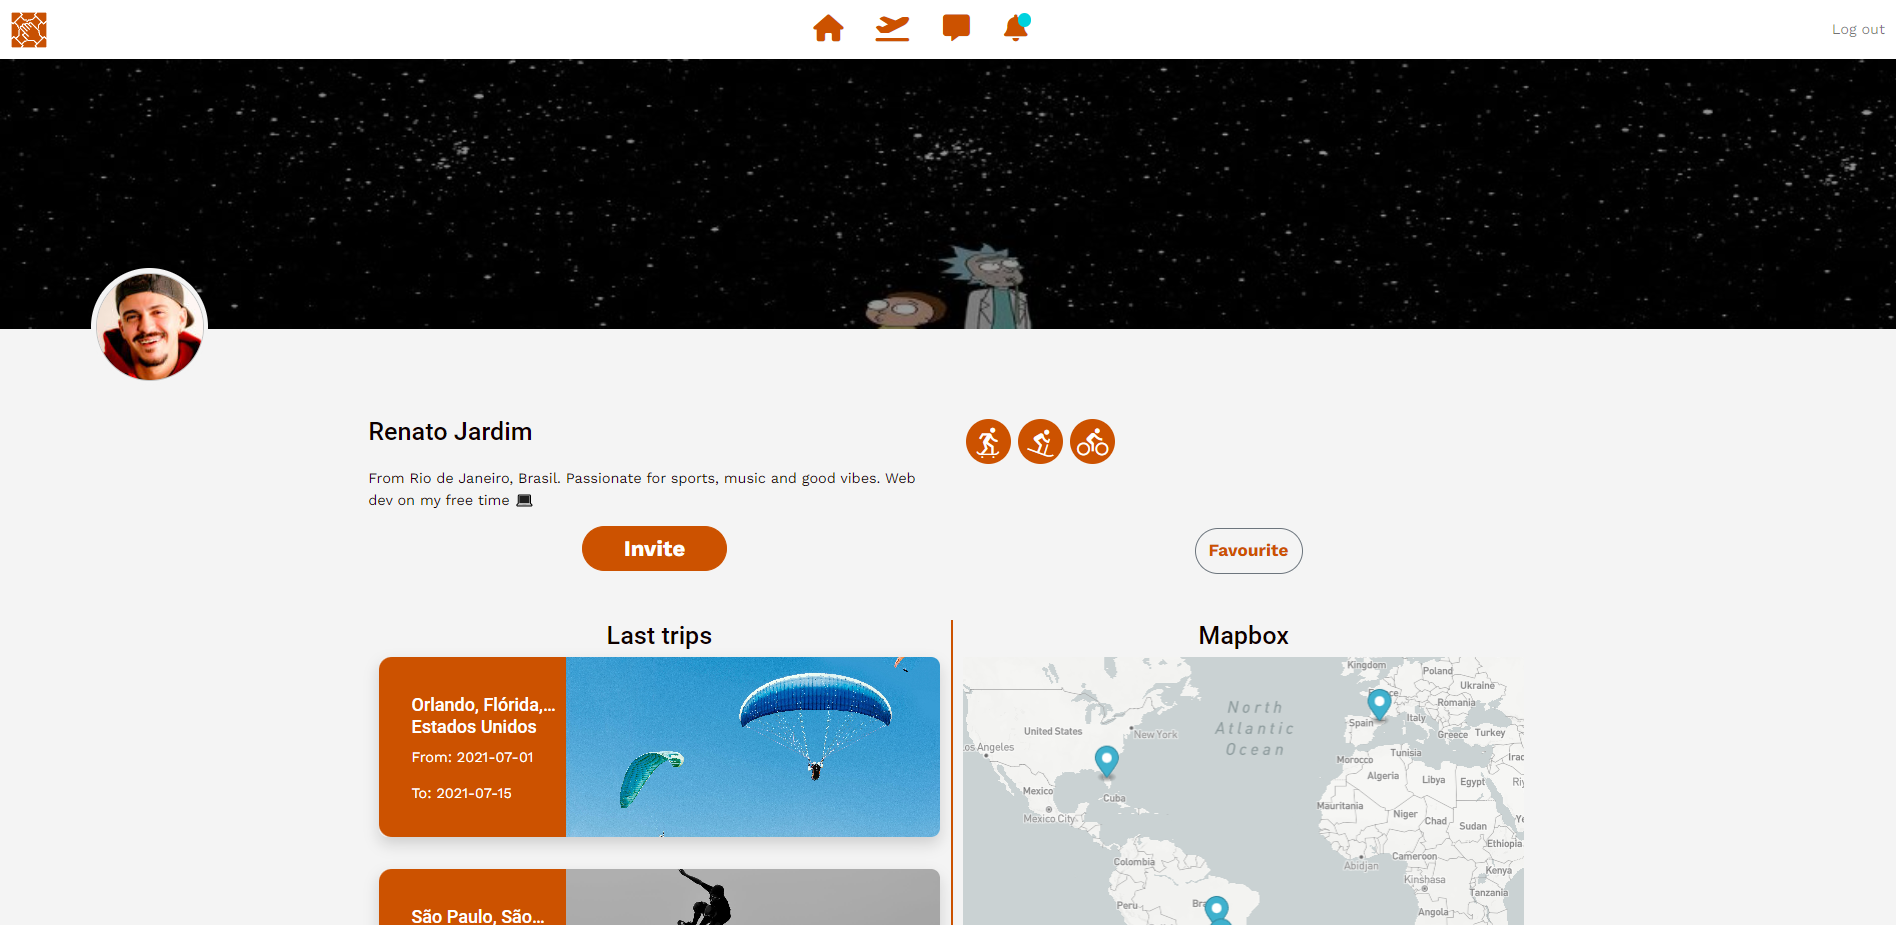 Log out
Renato Jardim
From Rio de Janeiro, Brasil. Passionate for sports, music and good vibes. Web
dev on my free time
Invite
Favourite
Last trips
Orlando, Flórida,...
Estados Unidos
From: 2021-07-01
To: 2021-07-15
São Paulo, São...
Mapbox
Kingdom
Poland
Ukraine
Romania
Spain
Italy
Greece
Turkey
North
Atlantic
Ocean
United States
New York
os Angeles
Tunisia
Morocco
Iraq
Algeria
Libya
Egypt
Mexico
Cuba
Mexico City
Mauritania
Niger
Chad
Sudan
Ethiopia
Colombia
Abidjan
Cameroon
Kenya
Kinshasa
Tanzania
Peru
Angola